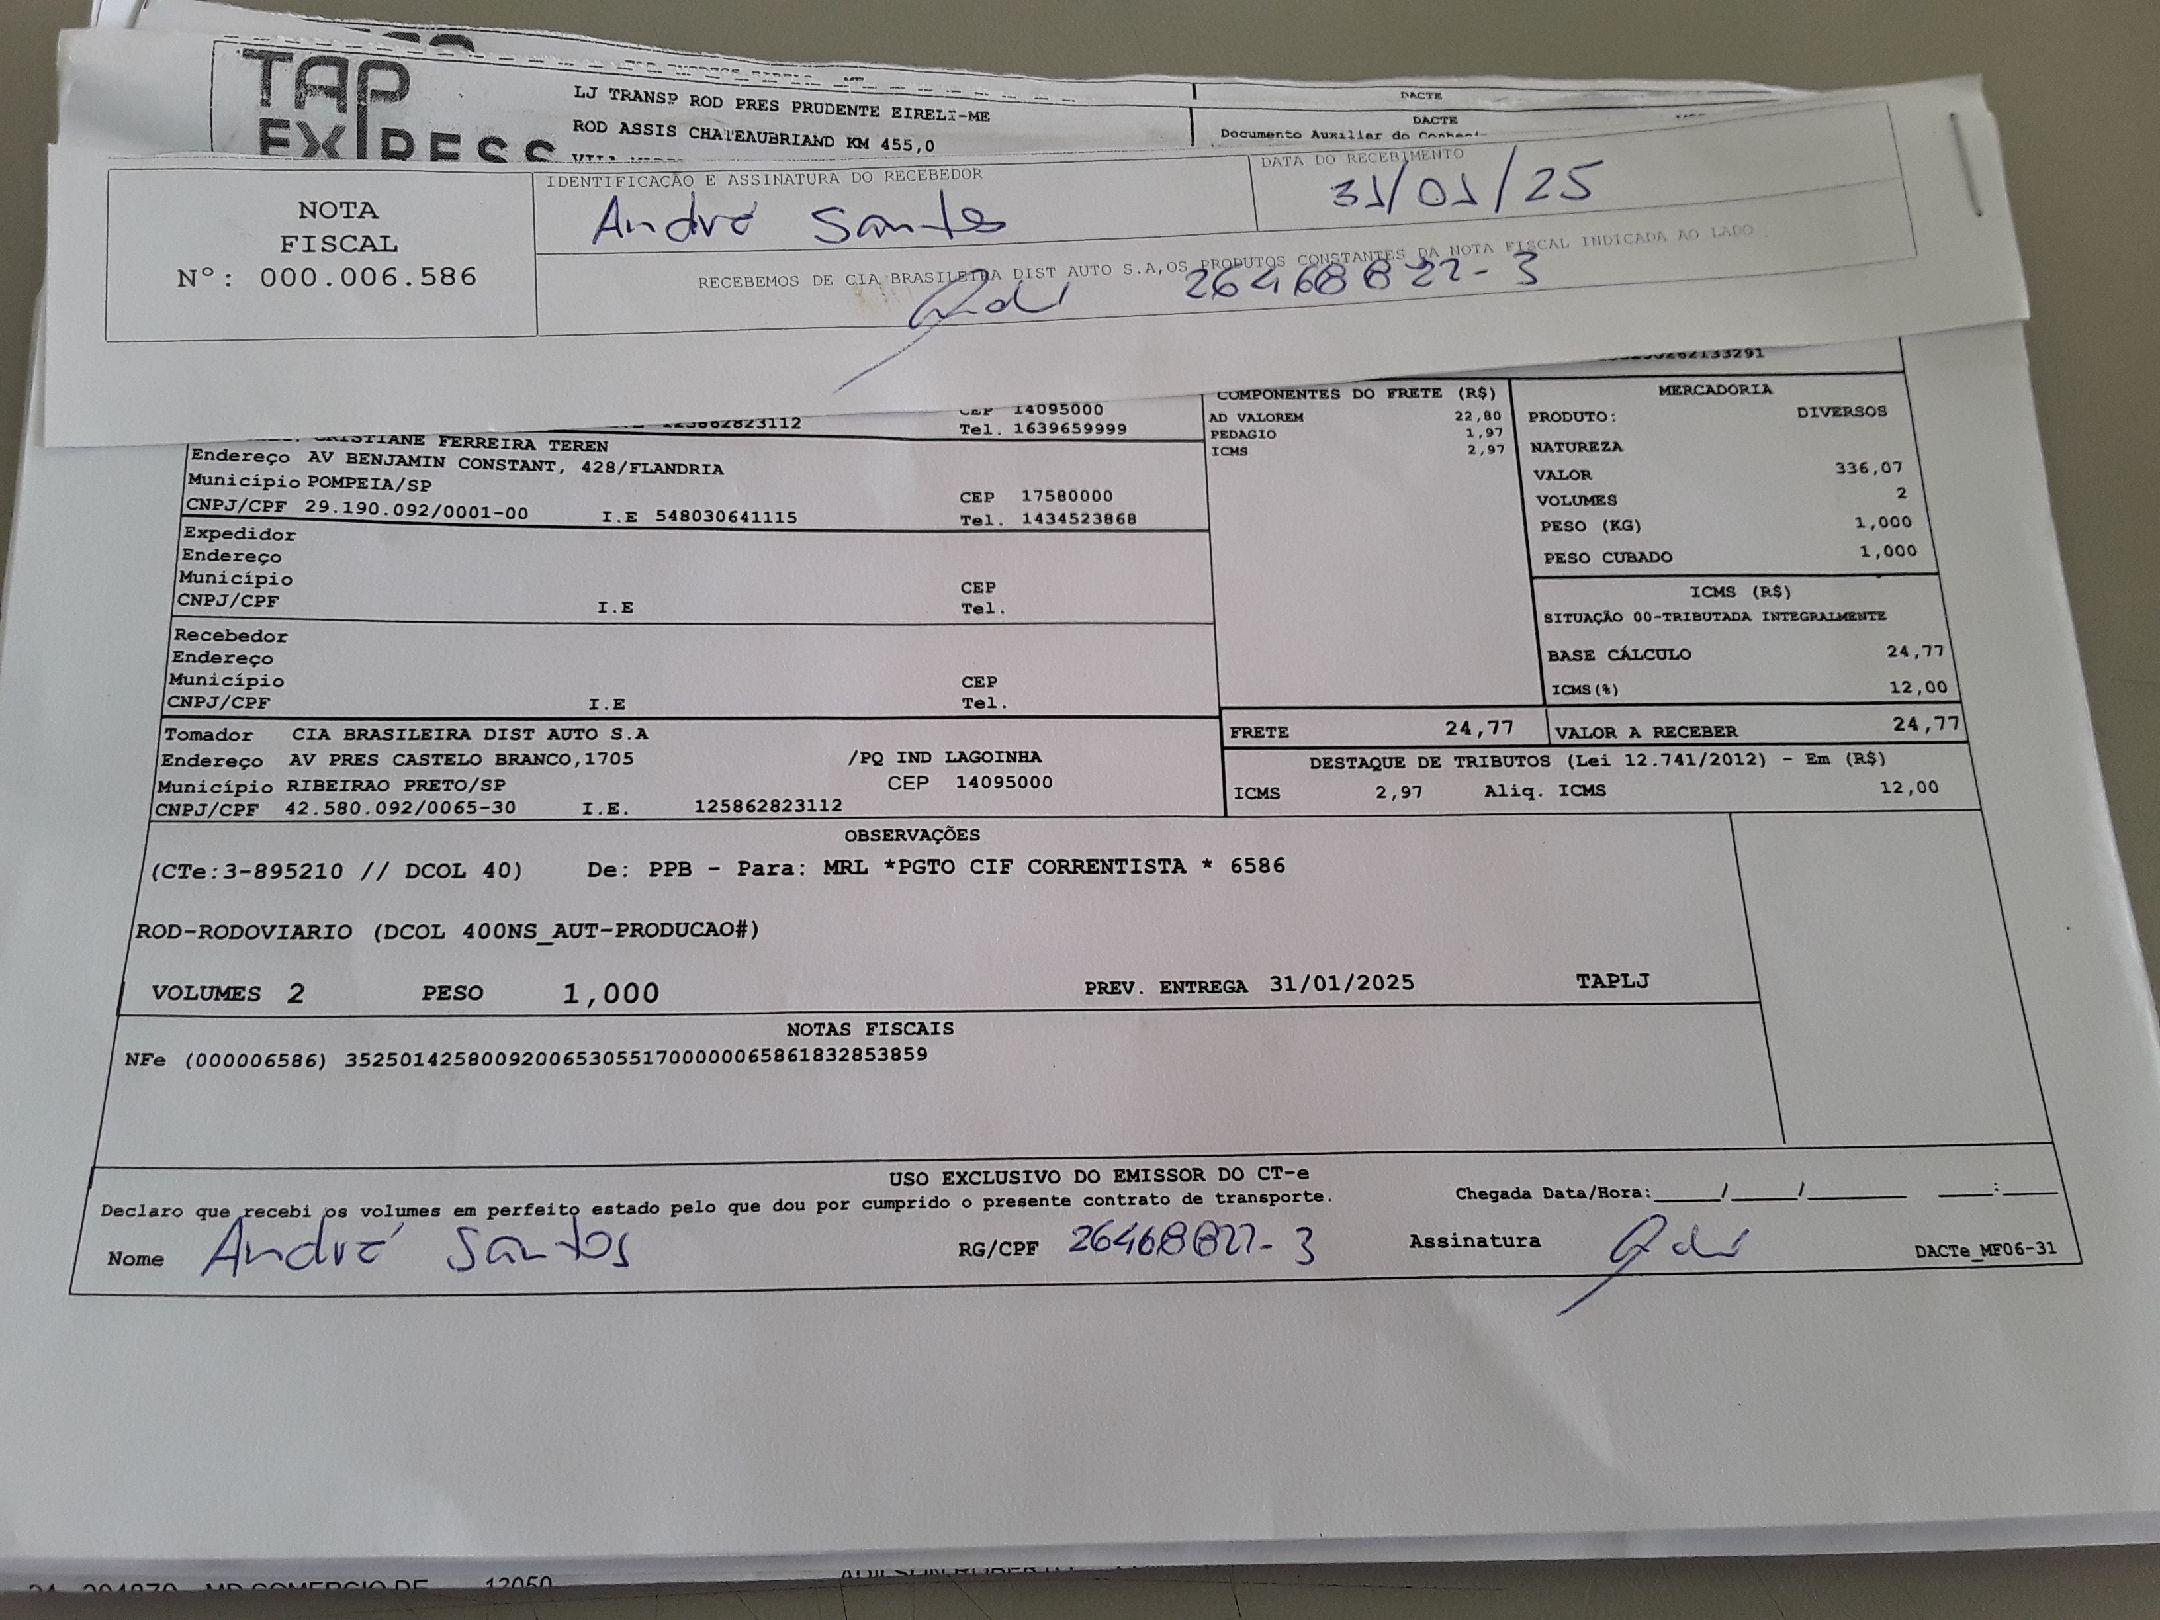 TAP
EXPRESS
LJ TRANSP ROD PRES PRUDENTE EIRELI-ME
ROD ASSIS CHATEAUBRIAND KM 455,0
DACTE
DACTE
Documento Auxiliar do
NOTA
FISCAL
Nº: 000.006.586
IDENTIFICAÇÃO E ASSINATURA DO RECEBEDOR
André Santos
DATA DO RECEBIMENTO
31/01/25
RECEBEMOS DE CIA BRASILEIRA DIST AUTO S.A,OS PRODUTOS CONSTANTES DA NOTA FISCAL INDICADA AO LADO
26468827-3
CEP 14095000
125862823112 Tel. 1639659999
CRISTIANE FERREIRA TEREN
Endereço AV BENJAMIN CONSTANT, 428/FLANDRIA
Município POMPEIA/SP CEP 17580000
CNPJ/CPF 29.190.092/0001-00 I.E 548030641115 Tel. 1434523868
Expedidor
Endereço
Município CEP
CNPJ/CPF I.E Tel.
Recebedor
Endereço
Município CEP
CNPJ/CPF I.E Tel.
Tomador CIA BRASILEIRA DIST AUTO S.A
Endereço AV PRES CASTELO BRANCO,1705 /PQ IND LAGOINHA
Município RIBEIRAO PRETO/SP CEP 14095000
CNPJ/CPF 42.580.092/0065-30 I.E. 125862823112
COMPONENTES DO FRETE (R$)
AD VALOREM 22,80
PEDAGIO 1,97
ICMS 2,97
MERCADORIA
PRODUTO: DIVERSOS
NATUREZA
VALOR 336,07
VOLUMES 2
PESO (KG) 1,000
PESO CUBADO 1,000
ICMS (R$)
SITUAÇÃO 00-TRIBUTADA INTEGRALMENTE
BASE CÁLCULO 24,77
ICMS(%) 12,00
FRETE 24,77 VALOR A RECEBER 24,77
DESTAQUE DE TRIBUTOS (Lei 12.741/2012) - Em (R$)
ICMS 2,97 Aliq. ICMS 12,00
OBSERVAÇÕES
(CTe:3-895210 // DCOL 40) De: PPB - Para: MRL *PGTO CIF CORRENTISTA * 6586
ROD-RODOVIARIO (DCOL 400NS_AUT-PRODUCAO#)
VOLUMES 2 PESO 1,000 PREV. ENTREGA 31/01/2025 TAPLJ
NOTAS FISCAIS
NFe (000006586) 35250142580092006530551700000065861832853859
USO EXCLUSIVO DO EMISSOR DO CT-e
Declaro que recebi os volumes em perfeito estado pelo que dou por cumprido o presente contrato de transporte. Chegada Data/Hora:_____/_____/________ ____:____
Nome André Santos RG/CPF 26468827-3 Assinatura DACTe_MF06-31